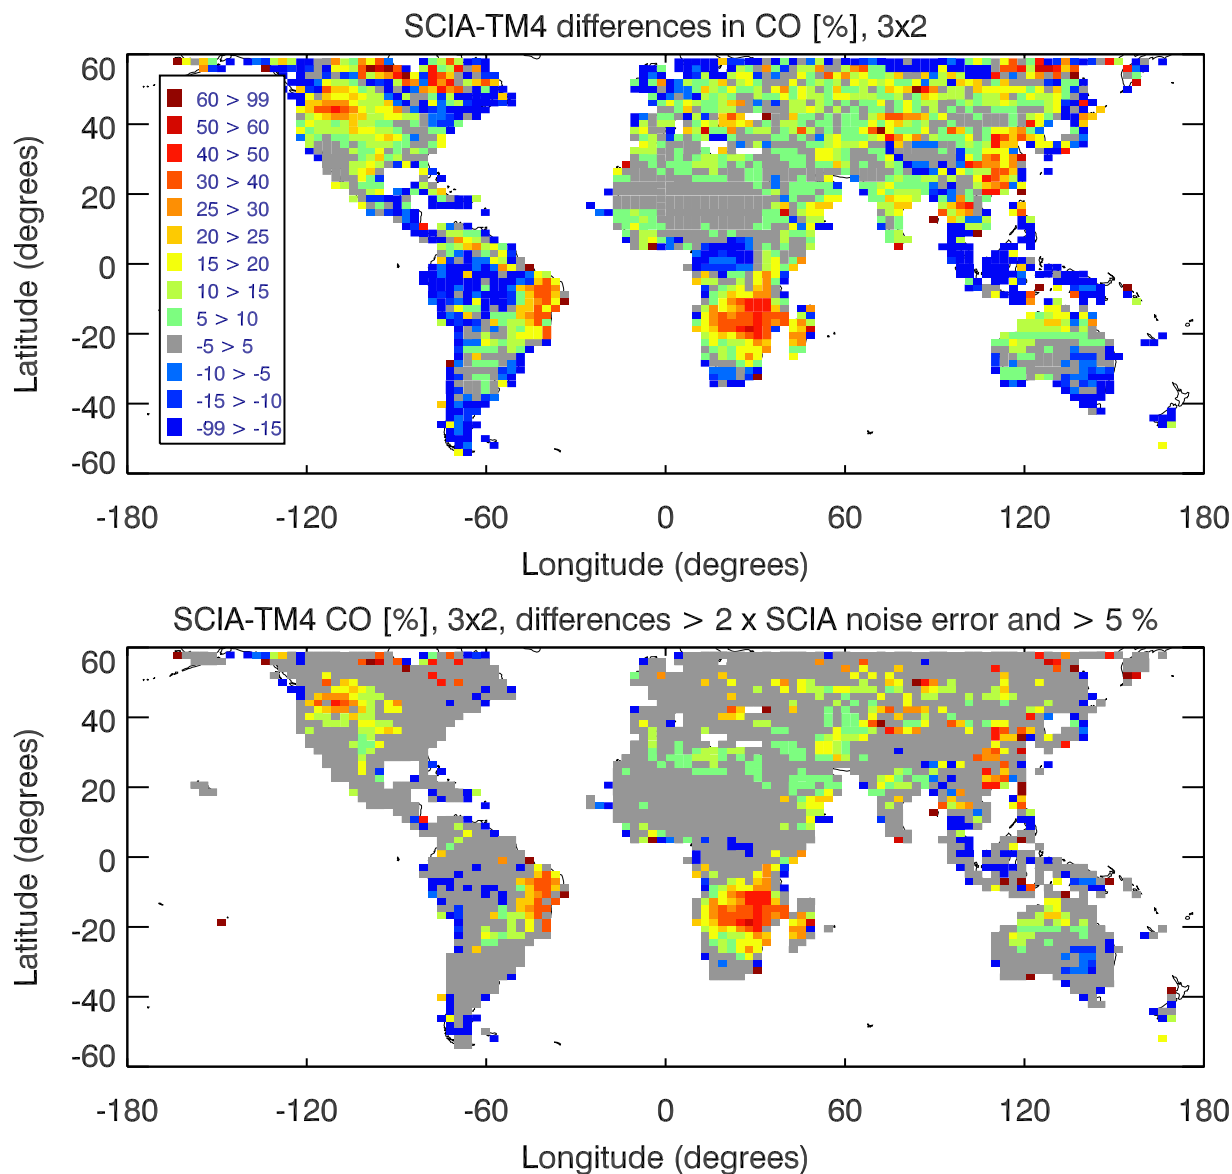 SCIA-TM4 differences in CO [%], 3x2
60
40
20
0
-20
-40
-60
Latitude (degrees)
60 > 99
50 > 60
40 > 50
30 > 40
25 > 30
20 > 25
15 > 20
10 > 15
5 > 10
-5 > 5
-10 > -5
-15 > -10
-99 > -15
-180 -120 -60 0 60 120 180
Longitude (degrees)
SCIA-TM4 CO [%], 3x2, differences > 2 x SCIA noise error and > 5 %
60
40
20
0
-20
-40
-60
Latitude (degrees)
-180 -120 -60 0 60 120 180
Longitude (degrees)